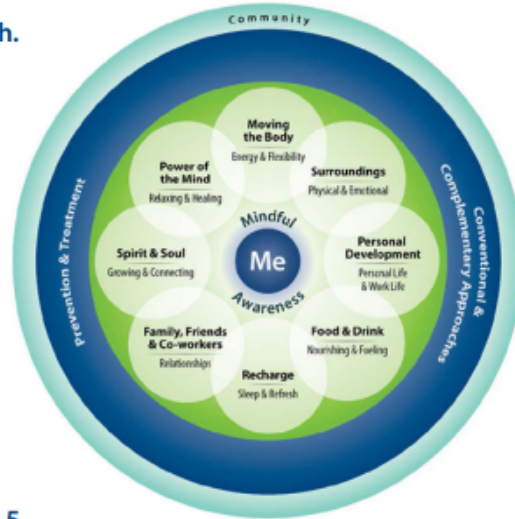 h.
Community
Moving
the Body
Energy & Flexibility
Power of
the Mind
Relaxing & Healing
Surroundings
Physical & Emotional
Prevention & Treatment
Conventional &
Complementary Approaches
Mindful
Me
Awareness
Spirit & Soul
Growing & Connecting
Personal
Development
Personal Life
& Work Life
Family, Friends
& Co-workers
Relationships
Food & Drink
Nourishing & Fueling
Recharge
Sleep & Refresh